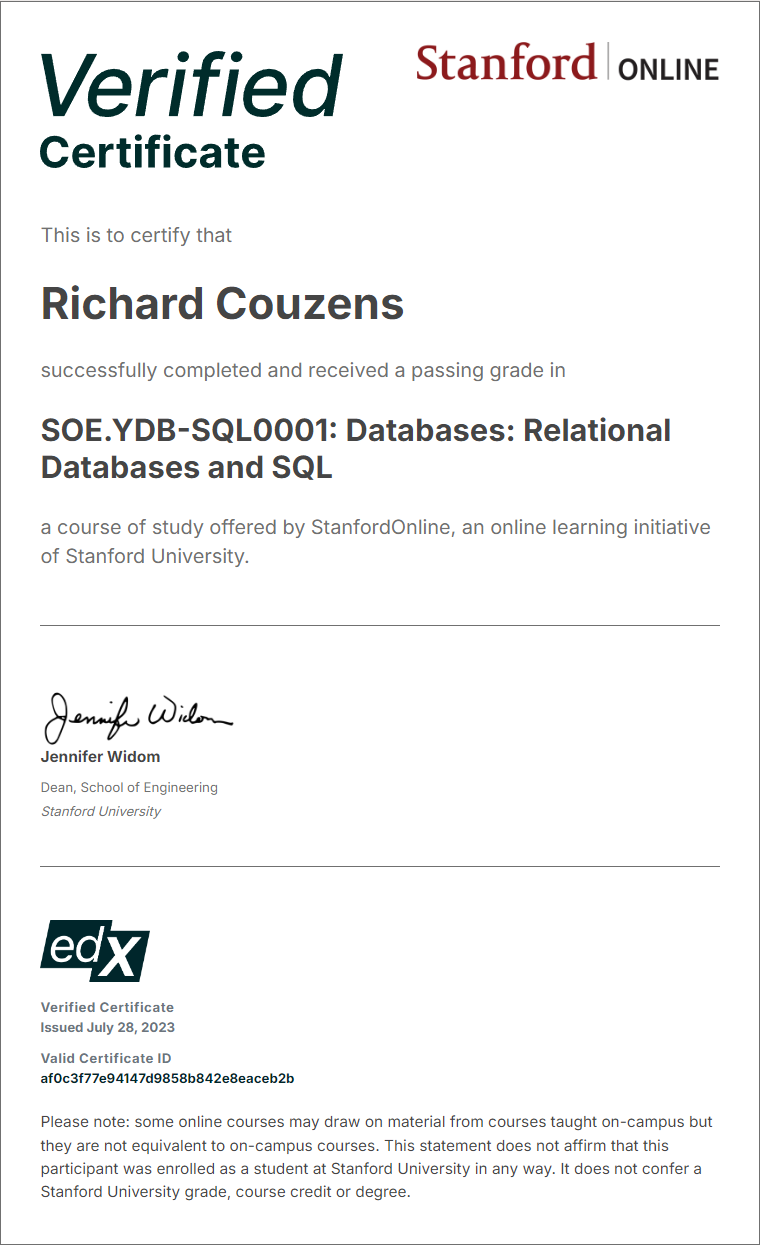 Verified
Certificate
Stanford ONLINE
This is to certify that
Richard Couzens
successfully completed and received a passing grade in
SOE.YDB-SQL0001: Databases: Relational
Databases and SQL
a course of study offered by StanfordOnline, an online learning initiative
of Stanford University.
Jennifer Widom
Jennifer Widom
Dean, School of Engineering
Stanford University
edX
Verified Certificate
Issued July 28, 2023
Valid Certificate ID
af0c3f77e94147d9858b842e8eaceb2b
Please note: some online courses may draw on material from courses taught on-campus but
they are not equivalent to on-campus courses. This statement does not affirm that this
participant was enrolled as a student at Stanford University in any way. It does not confer a
Stanford University grade, course credit or degree.